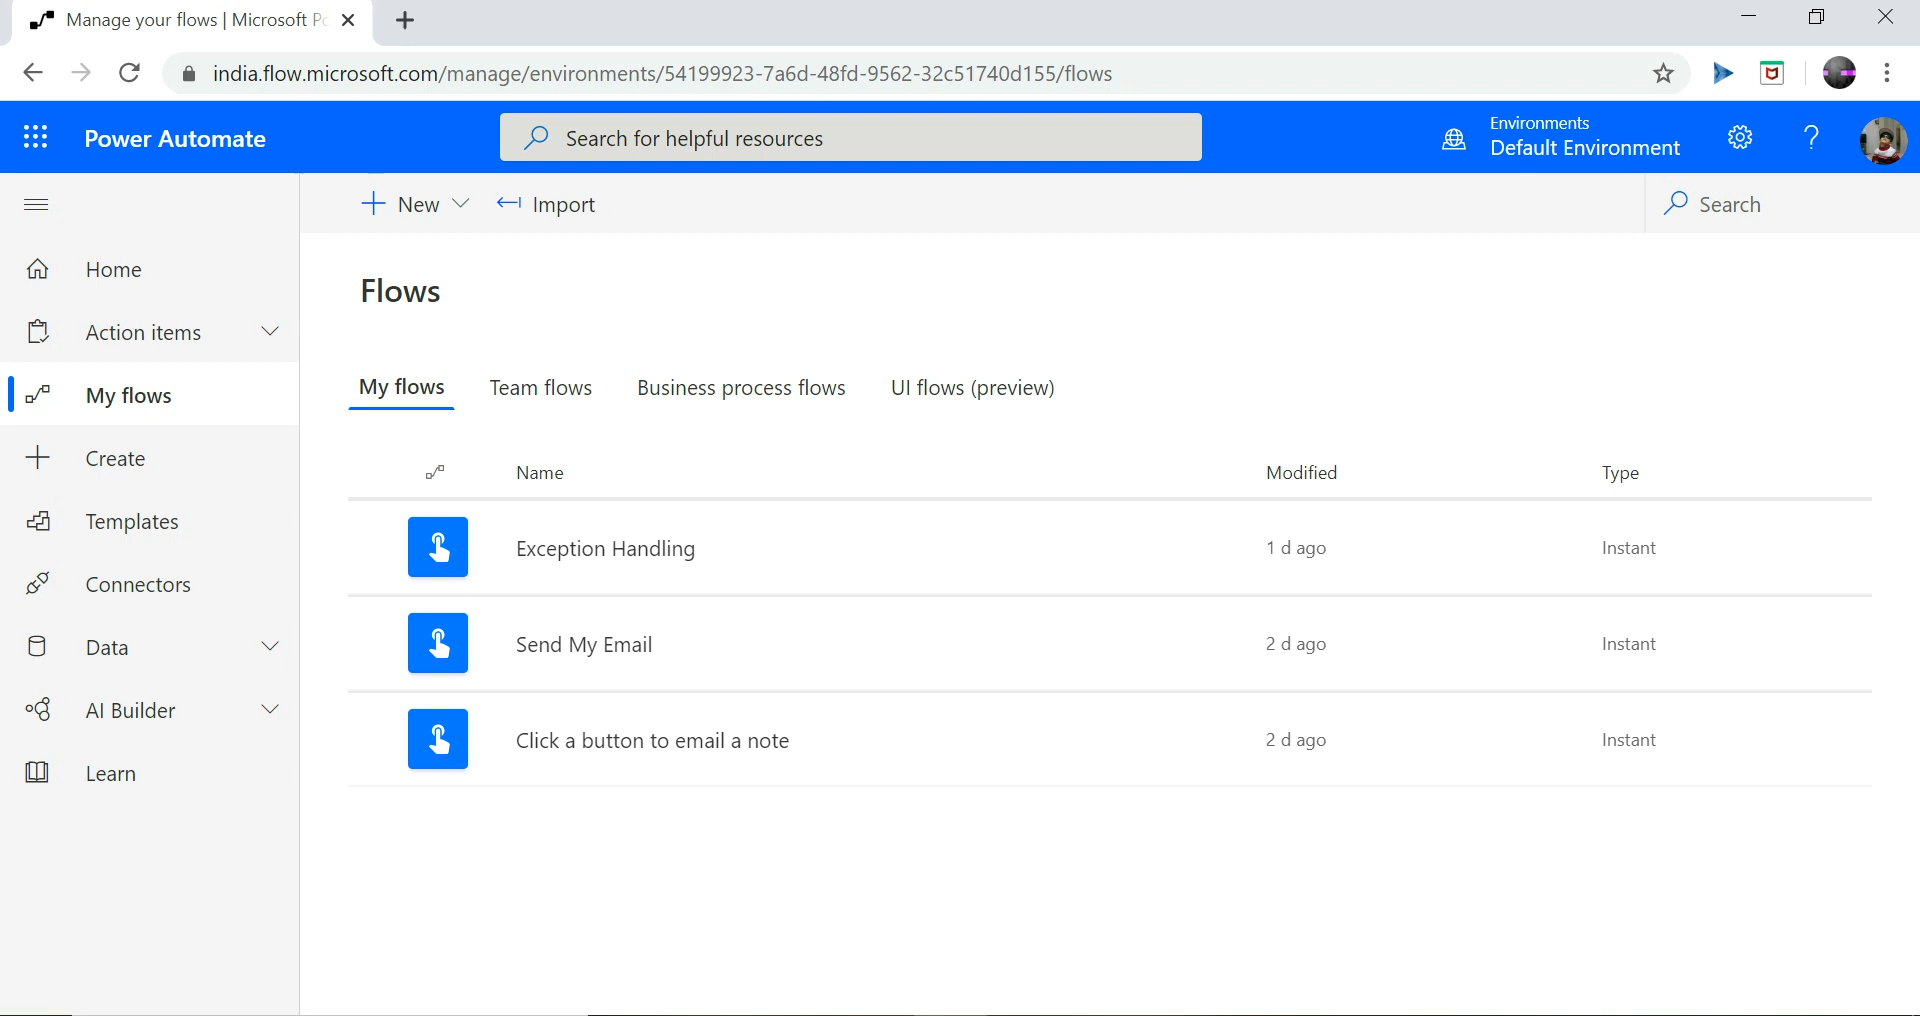 Manage your flows | Microsoft Po
india.flow.microsoft.com/manage/environments/54199923-7a6d-48fd-9562-32c51740d155/flows
Power Automate
Search for helpful resources
Environments
Default Environment
?
New
Import
Search
Home
Action items
My flows
Create
Templates
Connectors
Data
AI Builder
Learn
Flows
My flows Team flows Business process flows UI flows (preview)
Name Modified Type
Exception Handling 1 d ago Instant
Send My Email 2 d ago Instant
Click a button to email a note 2 d ago Instant